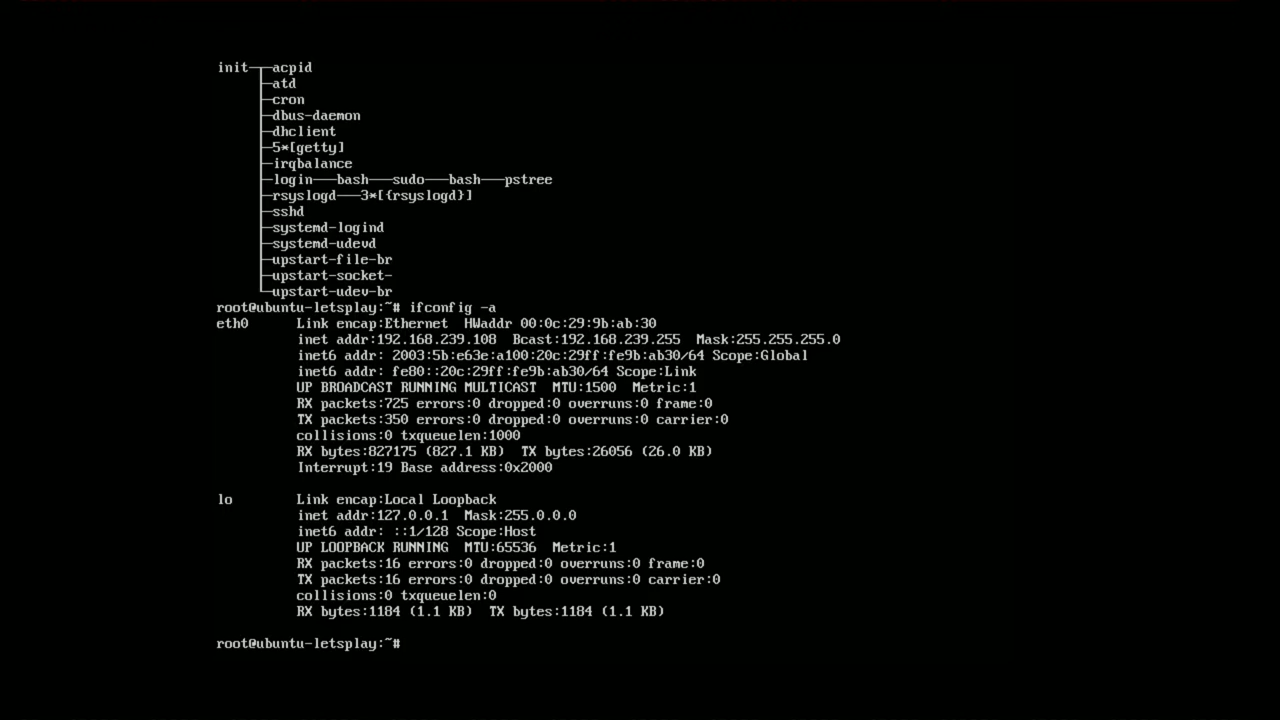 init─┬─acpid
     ├─atd
     ├─cron
     ├─dbus-daemon
     ├─dhclient
     ├─5*[getty]
     ├─irqbalance
     ├─login───bash───sudo───bash───pstree
     ├─rsyslogd───3*[{rsyslogd}]
     ├─sshd
     ├─systemd-logind
     ├─systemd-udevd
     ├─upstart-file-br
     ├─upstart-socket-
     └─upstart-udev-br
root@ubuntu-letsplay:~# ifconfig -a
eth0      Link encap:Ethernet  HWaddr 00:0c:29:9b:ab:30
          inet addr:192.168.239.108  Bcast:192.168.239.255  Mask:255.255.255.0
          inet6 addr: 2003:5b:e63e:a100:20c:29ff:fe9b:ab30/64 Scope:Global
          inet6 addr: fe80::20c:29ff:fe9b:ab30/64 Scope:Link
          UP BROADCAST RUNNING MULTICAST  MTU:1500  Metric:1
          RX packets:725 errors:0 dropped:0 overruns:0 frame:0
          TX packets:350 errors:0 dropped:0 overruns:0 carrier:0
          collisions:0 txqueuelen:1000
          RX bytes:827175 (827.1 KB)  TX bytes:26056 (26.0 KB)
          Interrupt:19 Base address:0x2000

lo        Link encap:Local Loopback
          inet addr:127.0.0.1  Mask:255.0.0.0
          inet6 addr: ::1/128 Scope:Host
          UP LOOPBACK RUNNING  MTU:65536  Metric:1
          RX packets:16 errors:0 dropped:0 overruns:0 frame:0
          TX packets:16 errors:0 dropped:0 overruns:0 carrier:0
          collisions:0 txqueuelen:0
          RX bytes:1184 (1.1 KB)  TX bytes:1184 (1.1 KB)

root@ubuntu-letsplay:~#